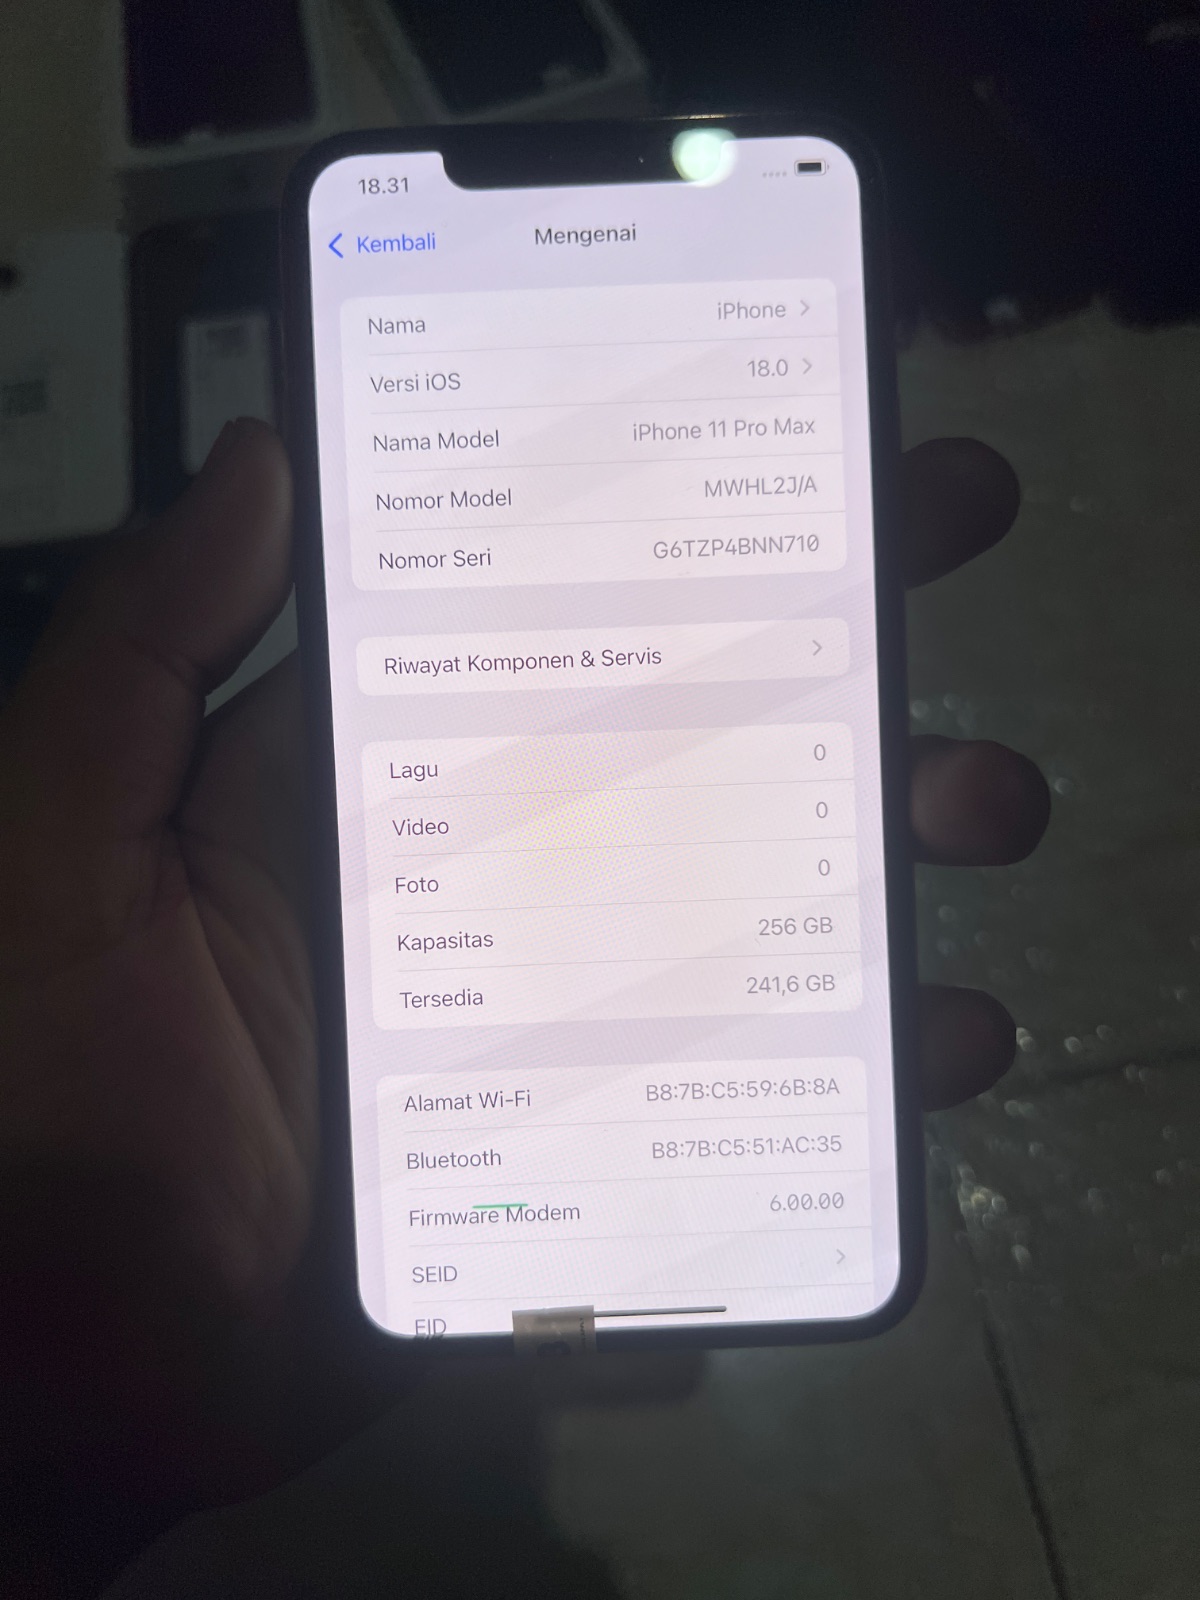 18.31
Kembali
Mengenai
Nama
iPhone
Versi iOS
18.0
Nama Model
iPhone 11 Pro Max
Nomor Model
MWHL2J/A
Nomor Seri
G6TZP4BNN710
Riwayat Komponen & Servis
Lagu
0
Video
0
Foto
0
Kapasitas
256 GB
Tersedia
241,6 GB
Alamat Wi-Fi
B8:7B:C5:59:6B:8A
Bluetooth
B8:7B:C5:51:AC:35
Firmware Modem
6.00.00
SEID
EID